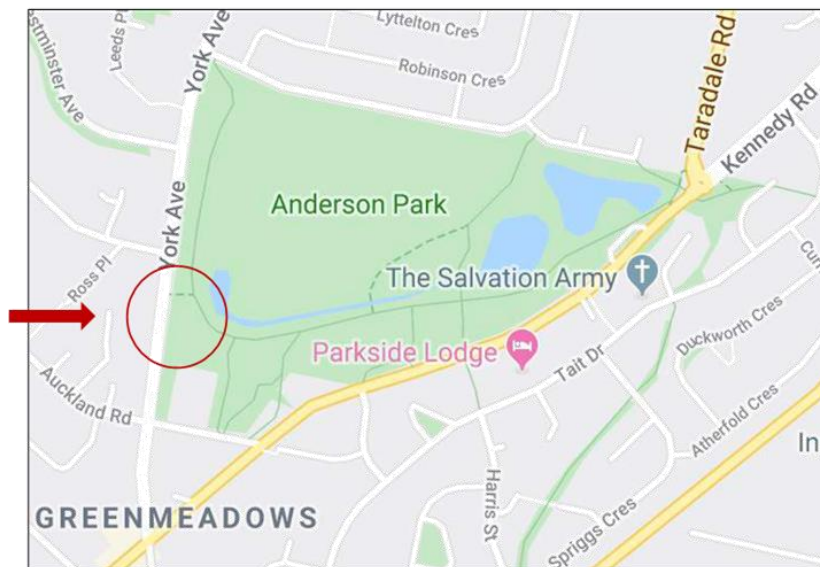 Lyttelton Cres
Leeds Pl
York Ave
Robinson Cres
Taradale Rd
Kennedy Rd
Anderson Park
York Ave
Ross Pl
The Salvation Army
Parkside Lodge
Tait Dr
Duckworth Cres
Auckland Rd
Atherfold Cres
In
Harris St
GREENMEADOWS
Spriggs Cres